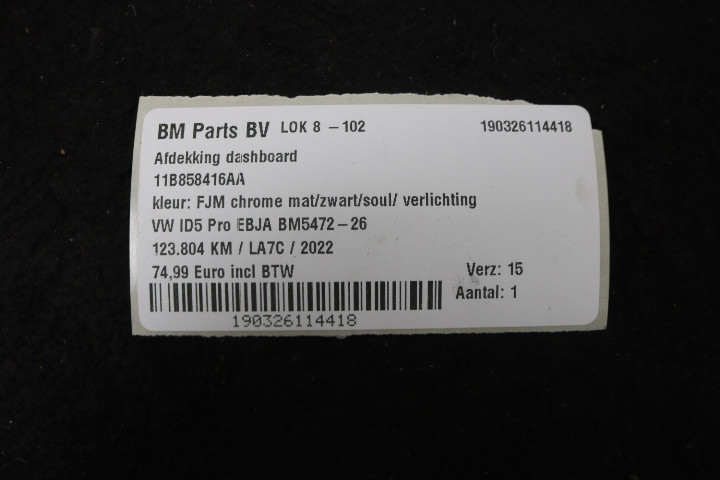 BM Parts BV LOK 8 - 102 190326114418
Afdekking dashboard
11B858416AA
kleur: FJM chrome mat/zwart/soul/ verlichting
VW ID5 Pro EBJA BM5472-26
123.804 KM / LA7C / 2022
74,99 Euro incl BTW Verz: 15
Aantal: 1
190326114418